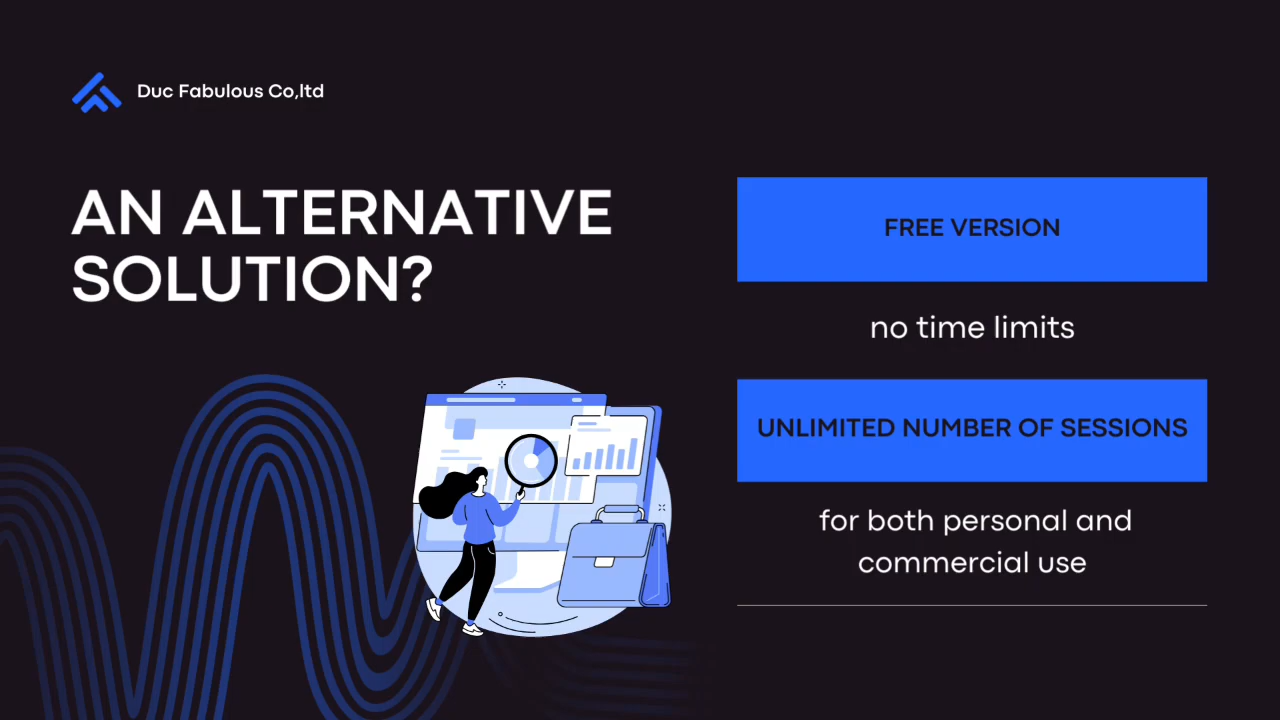 Duc Fabulous Co,ltd
AN ALTERNATIVE
SOLUTION?
FREE VERSION
no time limits
UNLIMITED NUMBER OF SESSIONS
for both personal and
commercial use